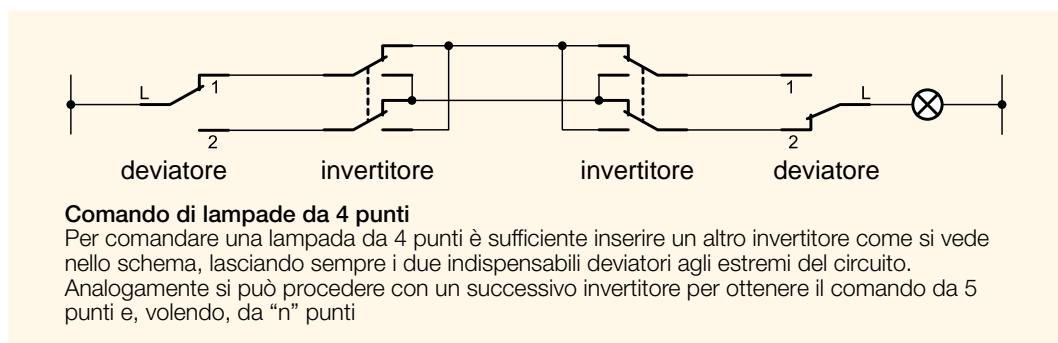 L 1 1 L
2 2
deviatore invertitore invertitore deviatore
Comando di lampade da 4 punti
Per comandare una lampada da 4 punti è sufficiente inserire un altro invertitore come si vede
nello schema, lasciando sempre i due indispensabili deviatori agli estremi del circuito.
Analogamente si può procedere con un successivo invertitore per ottenere il comando da 5
punti e, volendo, da “n” punti